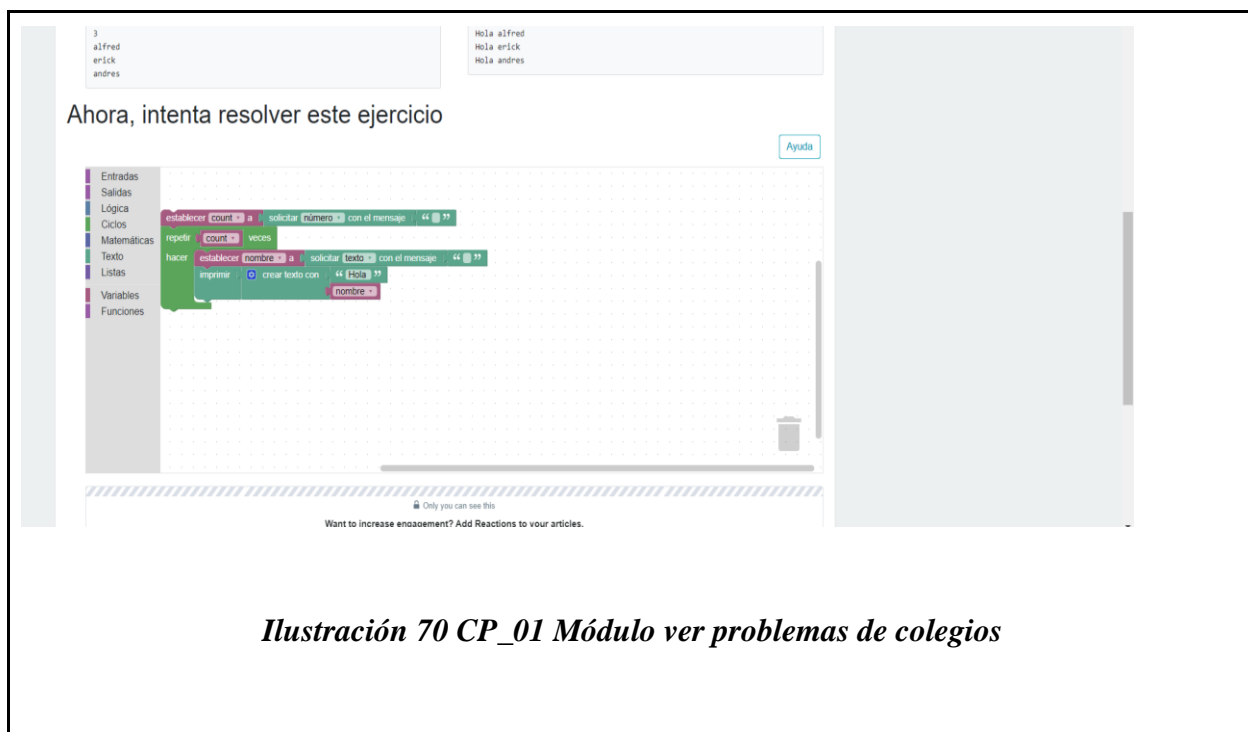 3
alfred
erick
andres
Hola alfred
Hola erick
Hola andres
Ahora, intenta resolver este ejercicio
Ayuda
Entradas
Salidas
Lógica
Ciclos
Matemáticas
Texto
Listas
Variables
Funciones
establecer count a solicitar número con el mensaje “ ”
repetir count veces
hacer establecer nombre a solicitar texto con el mensaje “ ”
imprimir crear texto con “ Hola ”
nombre
Only you can see this
Want to increase engagement? Add Reactions to your articles.
Ilustración 70 CP_01 Módulo ver problemas de colegios